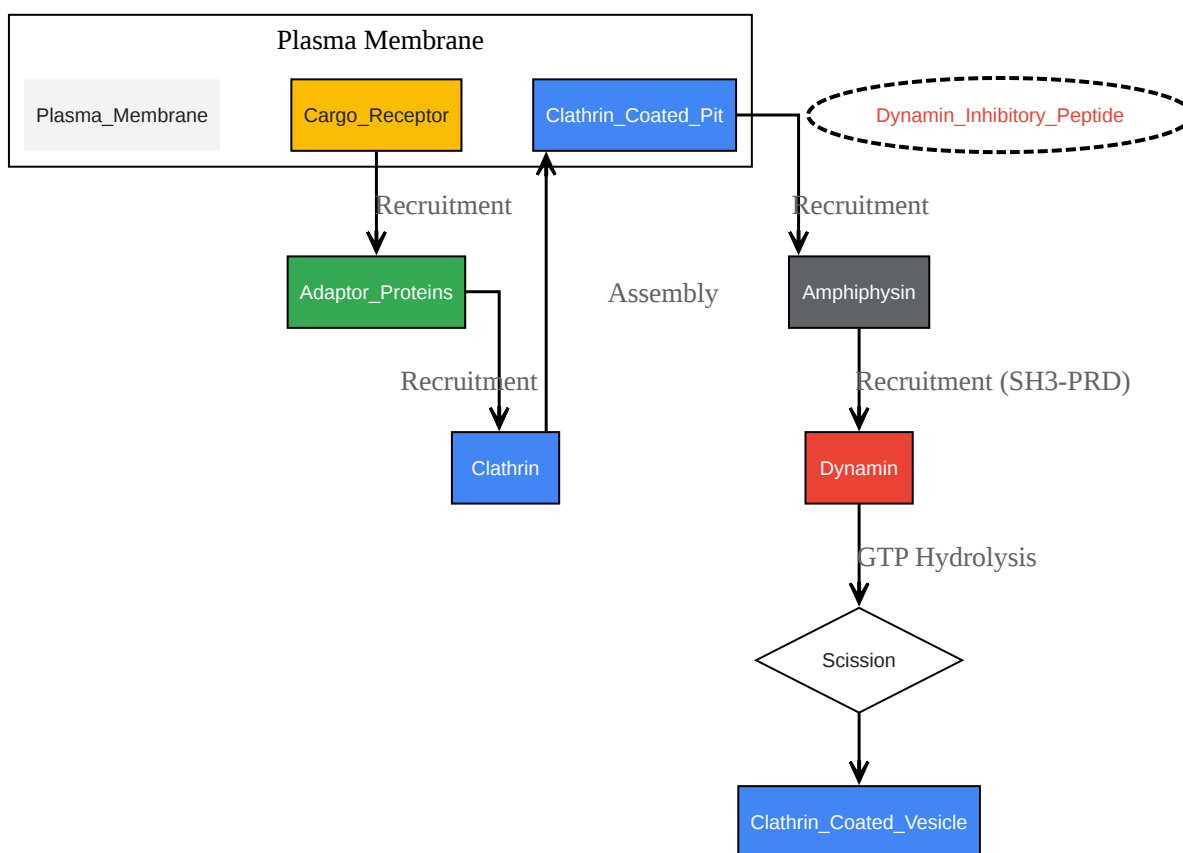 Plasma Membrane
Plasma_Membrane
Cargo_Receptor
Clathrin_Coated_Pit
Dynamin_Inhibitory_Peptide
Recruitment
Recruitment
Adaptor_Proteins
Assembly
Amphiphysin
Recruitment
Recruitment (SH3-PRD)
Clathrin
Dynamin
GTP Hydrolysis
Scission
Clathrin_Coated_Vesicle